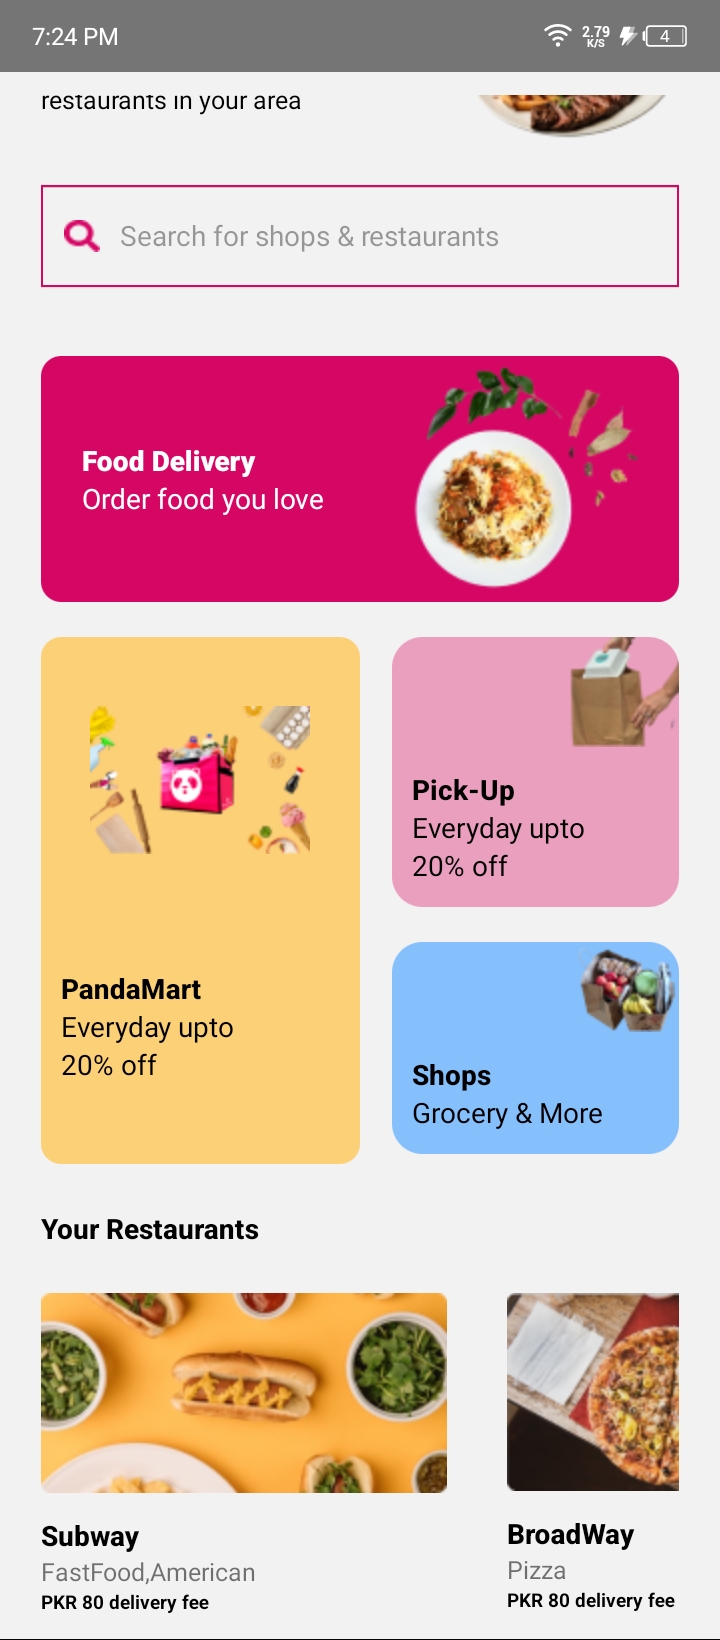 7:24 PM
2.79
K/S
4
restaurants in your area
Search for shops & restaurants
Food Delivery
Order food you love
Pick-Up
Everyday upto
20% off
PandaMart
Everyday upto
20% off
Shops
Grocery & More
Your Restaurants
Subway
FastFood,American
PKR 80 delivery fee
BroadWay
Pizza
PKR 80 delivery fee